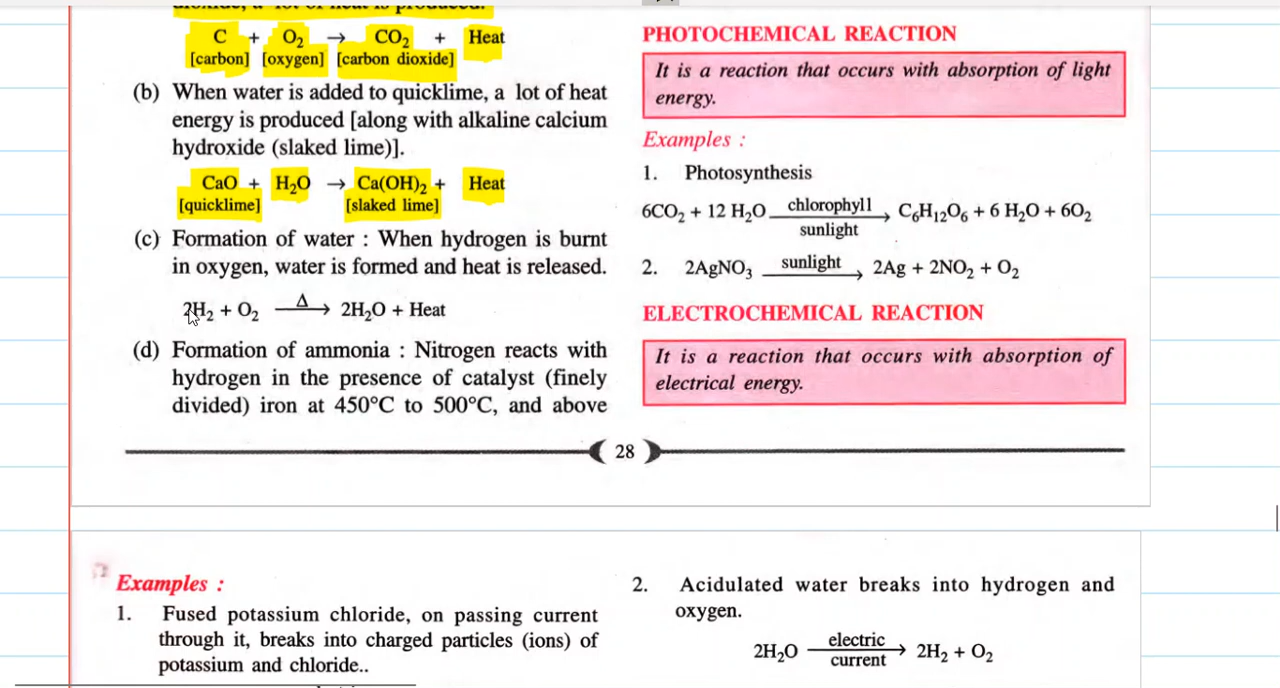 dioxide, a lot of heat is produced.
C + O₂ → CO₂ + Heat
[carbon] [oxygen] [carbon dioxide]
(b) When water is added to quicklime, a lot of heat
energy is produced [along with alkaline calcium
hydroxide (slaked lime)].
CaO + H₂O → Ca(OH)₂ + Heat
[quicklime] [slaked lime]
(c) Formation of water : When hydrogen is burnt
in oxygen, water is formed and heat is released.
2H₂ + O₂ —Δ→ 2H₂O + Heat
(d) Formation of ammonia : Nitrogen reacts with
hydrogen in the presence of catalyst (finely
divided) iron at 450°C to 500°C, and above
PHOTOCHEMICAL REACTION
It is a reaction that occurs with absorption of light
energy.
Examples :
1. Photosynthesis
6CO₂ + 12 H₂O —chlorophyll→ C₆H₁₂O₆ + 6 H₂O + 6O₂
sunlight
2. 2AgNO₃ —sunlight→ 2Ag + 2NO₂ + O₂
ELECTROCHEMICAL REACTION
It is a reaction that occurs with absorption of
electrical energy.
28
Examples :
1. Fused potassium chloride, on passing current
through it, breaks into charged particles (ions) of
potassium and chloride..
2. Acidulated water breaks into hydrogen and
oxygen.
2H₂O —electric→ 2H₂ + O₂
current